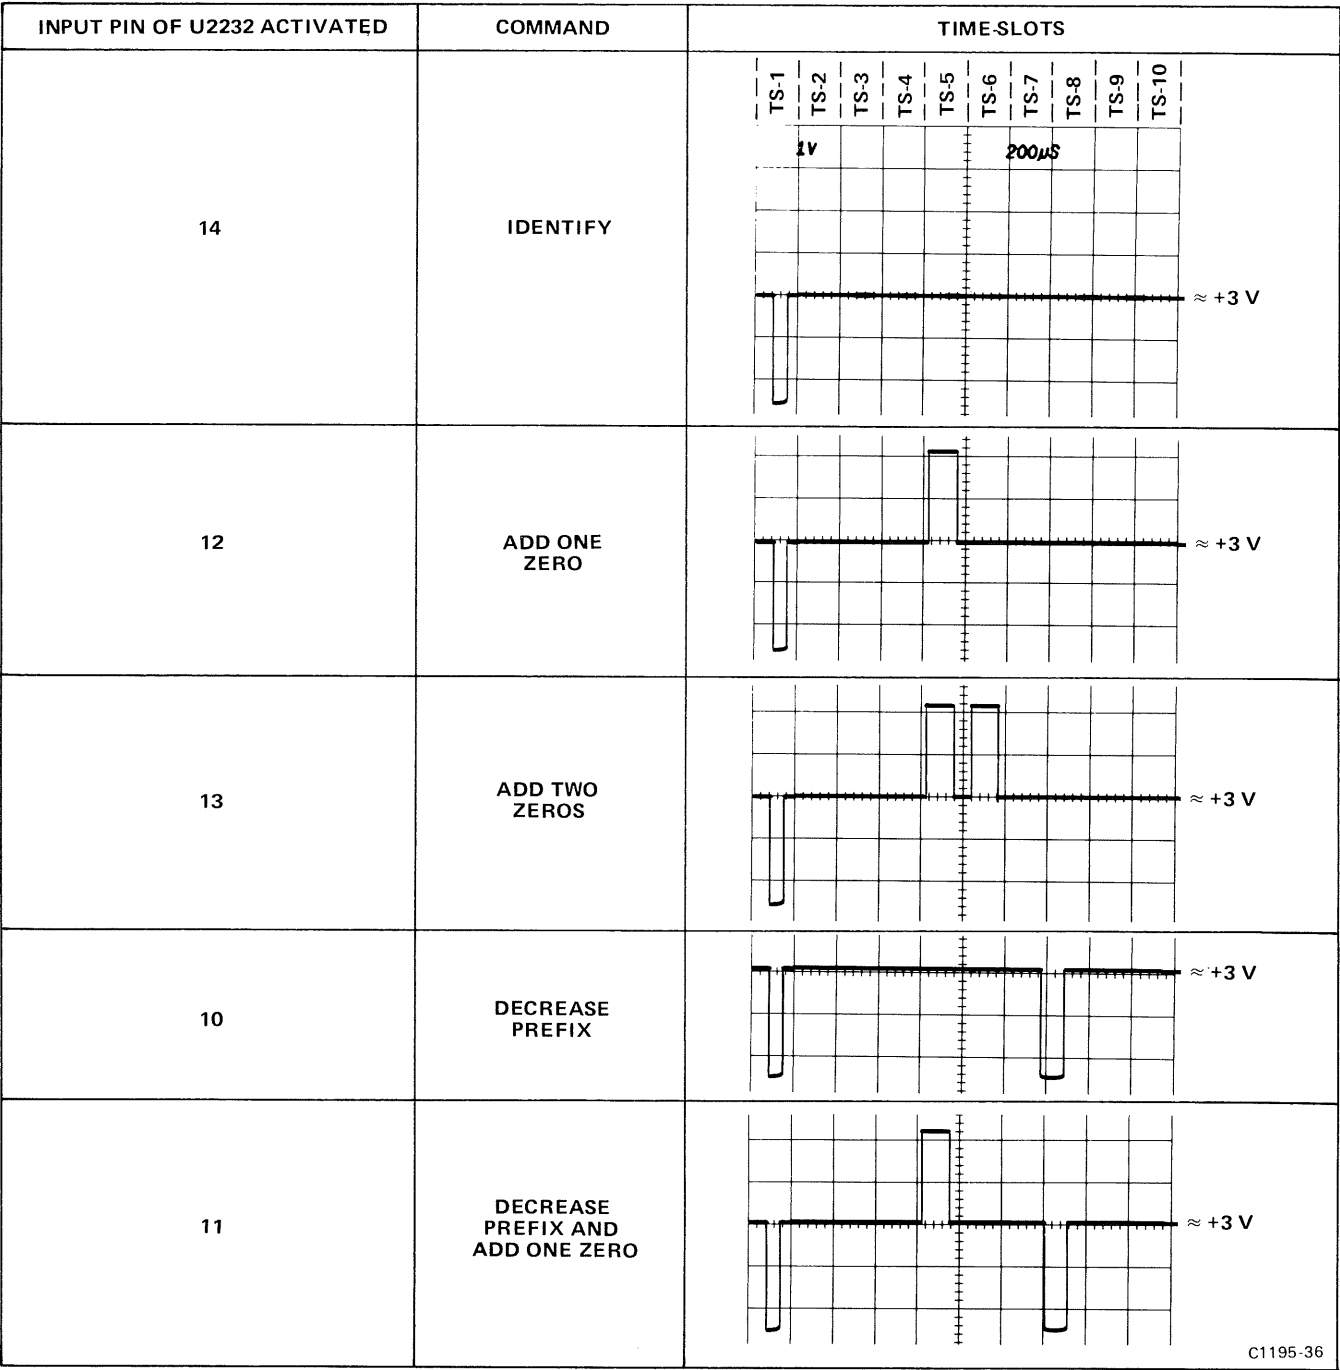 INPUT PIN OF U2232 ACTIVATED COMMAND TIME-SLOTS
TS-1 TS-2 TS-3 TS-4 TS-5 TS-6 TS-7 TS-8 TS-9 TS-10
1V 200µS
14 IDENTIFY ≈ +3 V
12 ADD ONE
ZERO
≈ +3 V
13 ADD TWO
ZEROS
≈ +3 V
10 DECREASE
PREFIX
≈ +3 V
11 DECREASE
PREFIX AND
ADD ONE ZERO
≈ +3 V
C1195-36